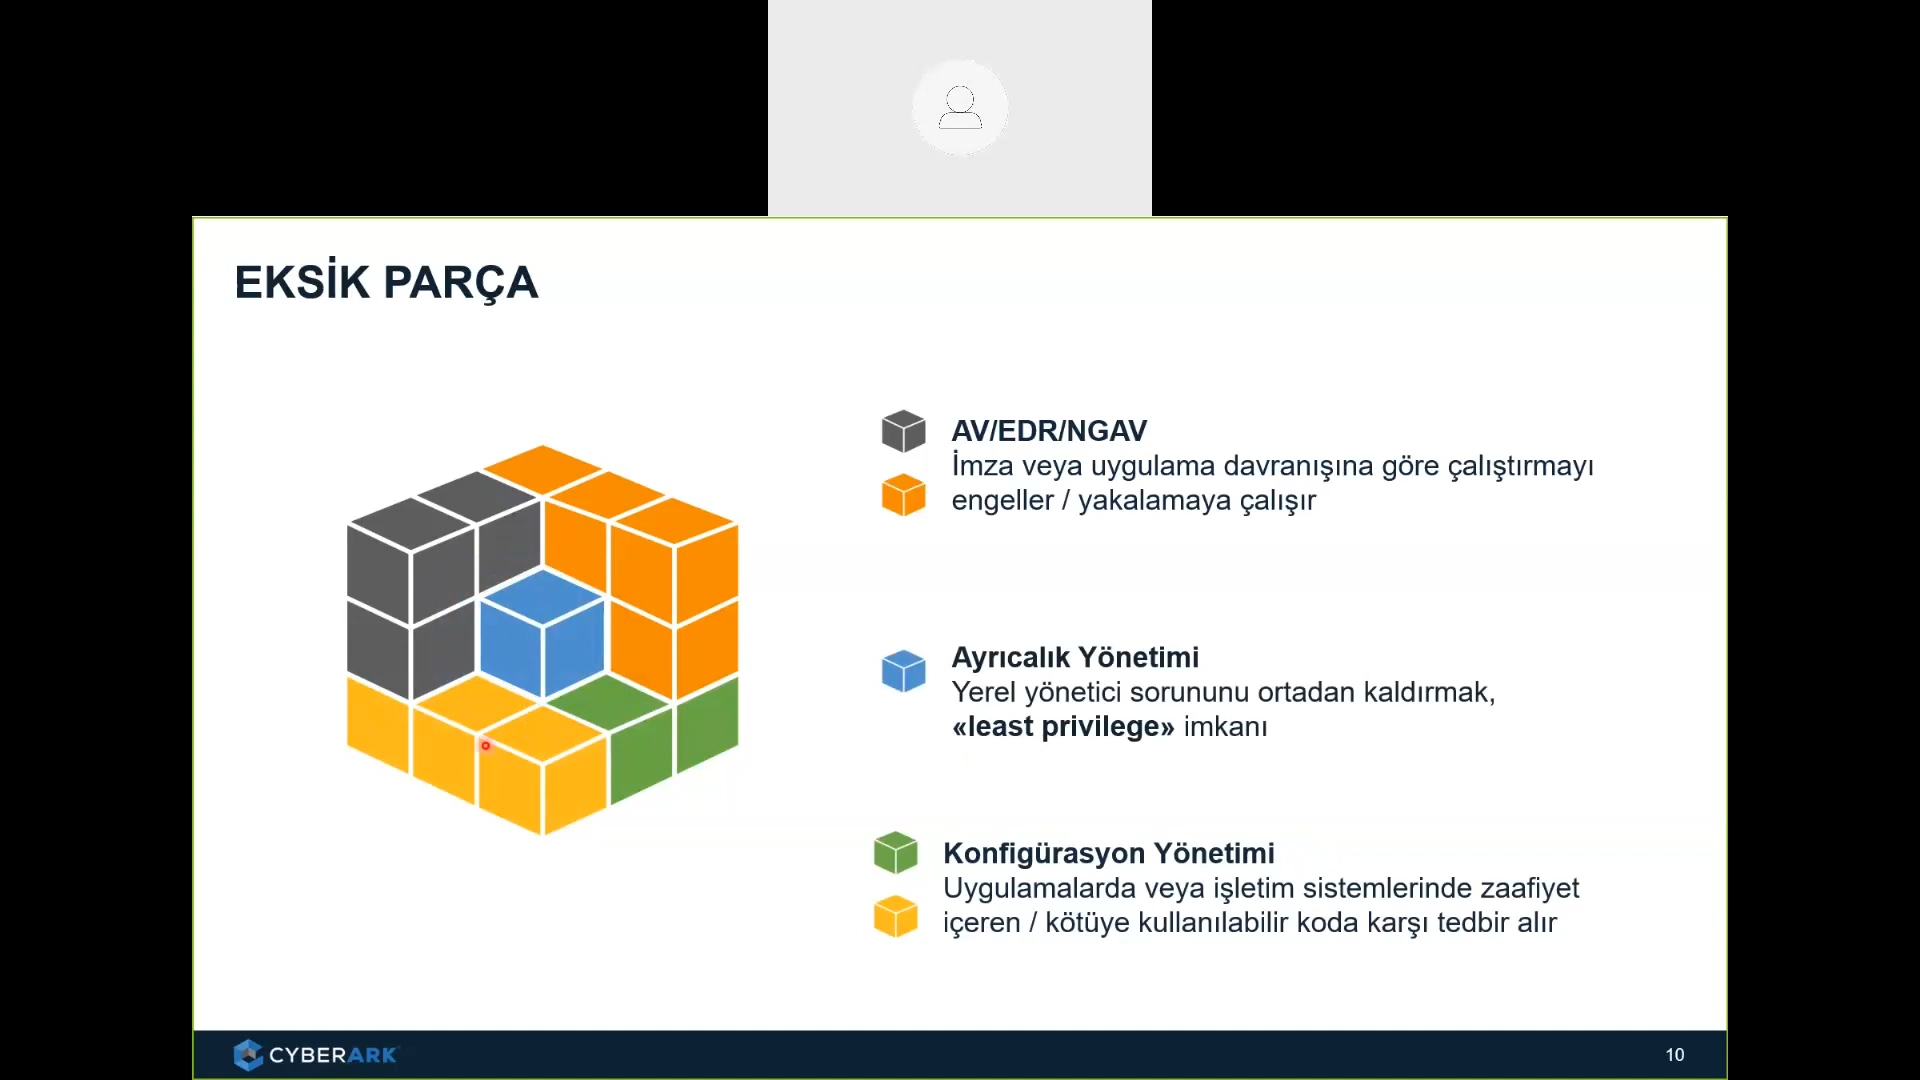 EKSİK PARÇA
AV/EDR/NGAV
İmza veya uygulama davranışına göre çalıştırmayı
engeller / yakalamaya çalışır
Ayrıcalık Yönetimi
Yerel yönetici sorununu ortadan kaldırmak,
«least privilege» imkanı
Konfigürasyon Yönetimi
Uygulamalarda veya işletim sistemlerinde zaafiyet
içeren / kötüye kullanılabilir koda karşı tedbir alır
CYBERARK
10